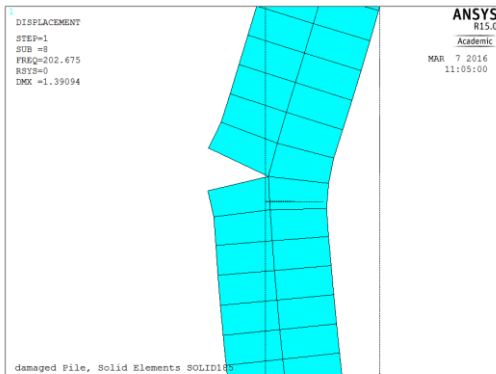 1
DISPLACEMENT
STEP=1
SUB =8
FREQ=202.675
RSYS=0
DMX =1.39094
ANSYS
R15.0
Academic
MAR 7 2016
11:05:00
damaged Pile, Solid Elements SOLID185